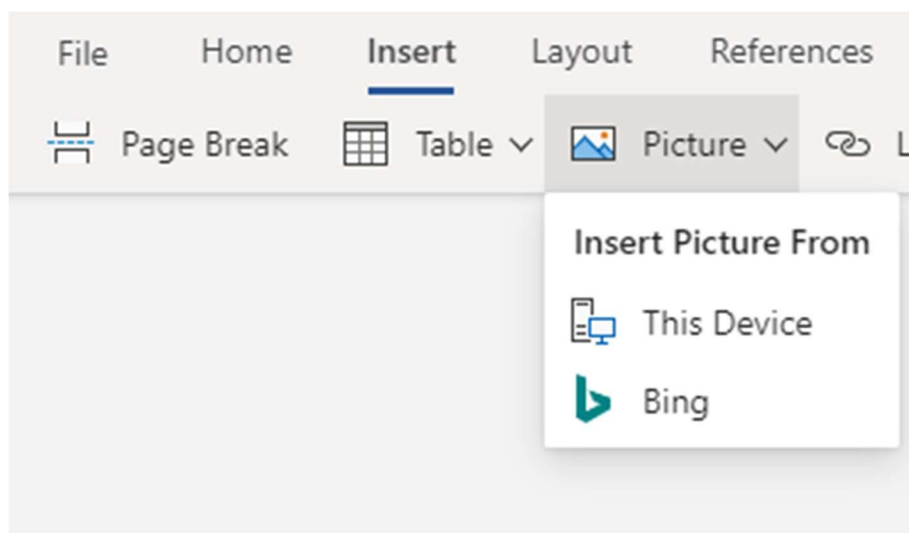 File Home Insert Layout References
Page Break Table Picture L
Insert Picture From
This Device
Bing